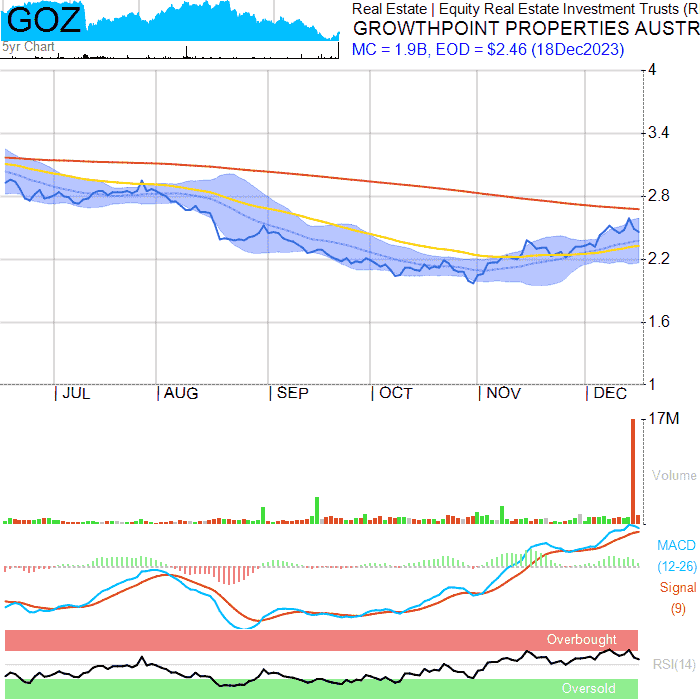 GOZ
5yr Chart
Real Estate | Equity Real Estate Investment Trusts (R
GROWTHPOINT PROPERTIES AUSTR
MC = 1.9B, EOD = $2.46 (18Dec2023)
4
3.4
2.8
2.2
1.6
1
JUL AUG SEP OCT NOV DEC
17M
Volume
MACD
(12-26)
Signal
(9)
Overbought
RSI(14)
Oversold